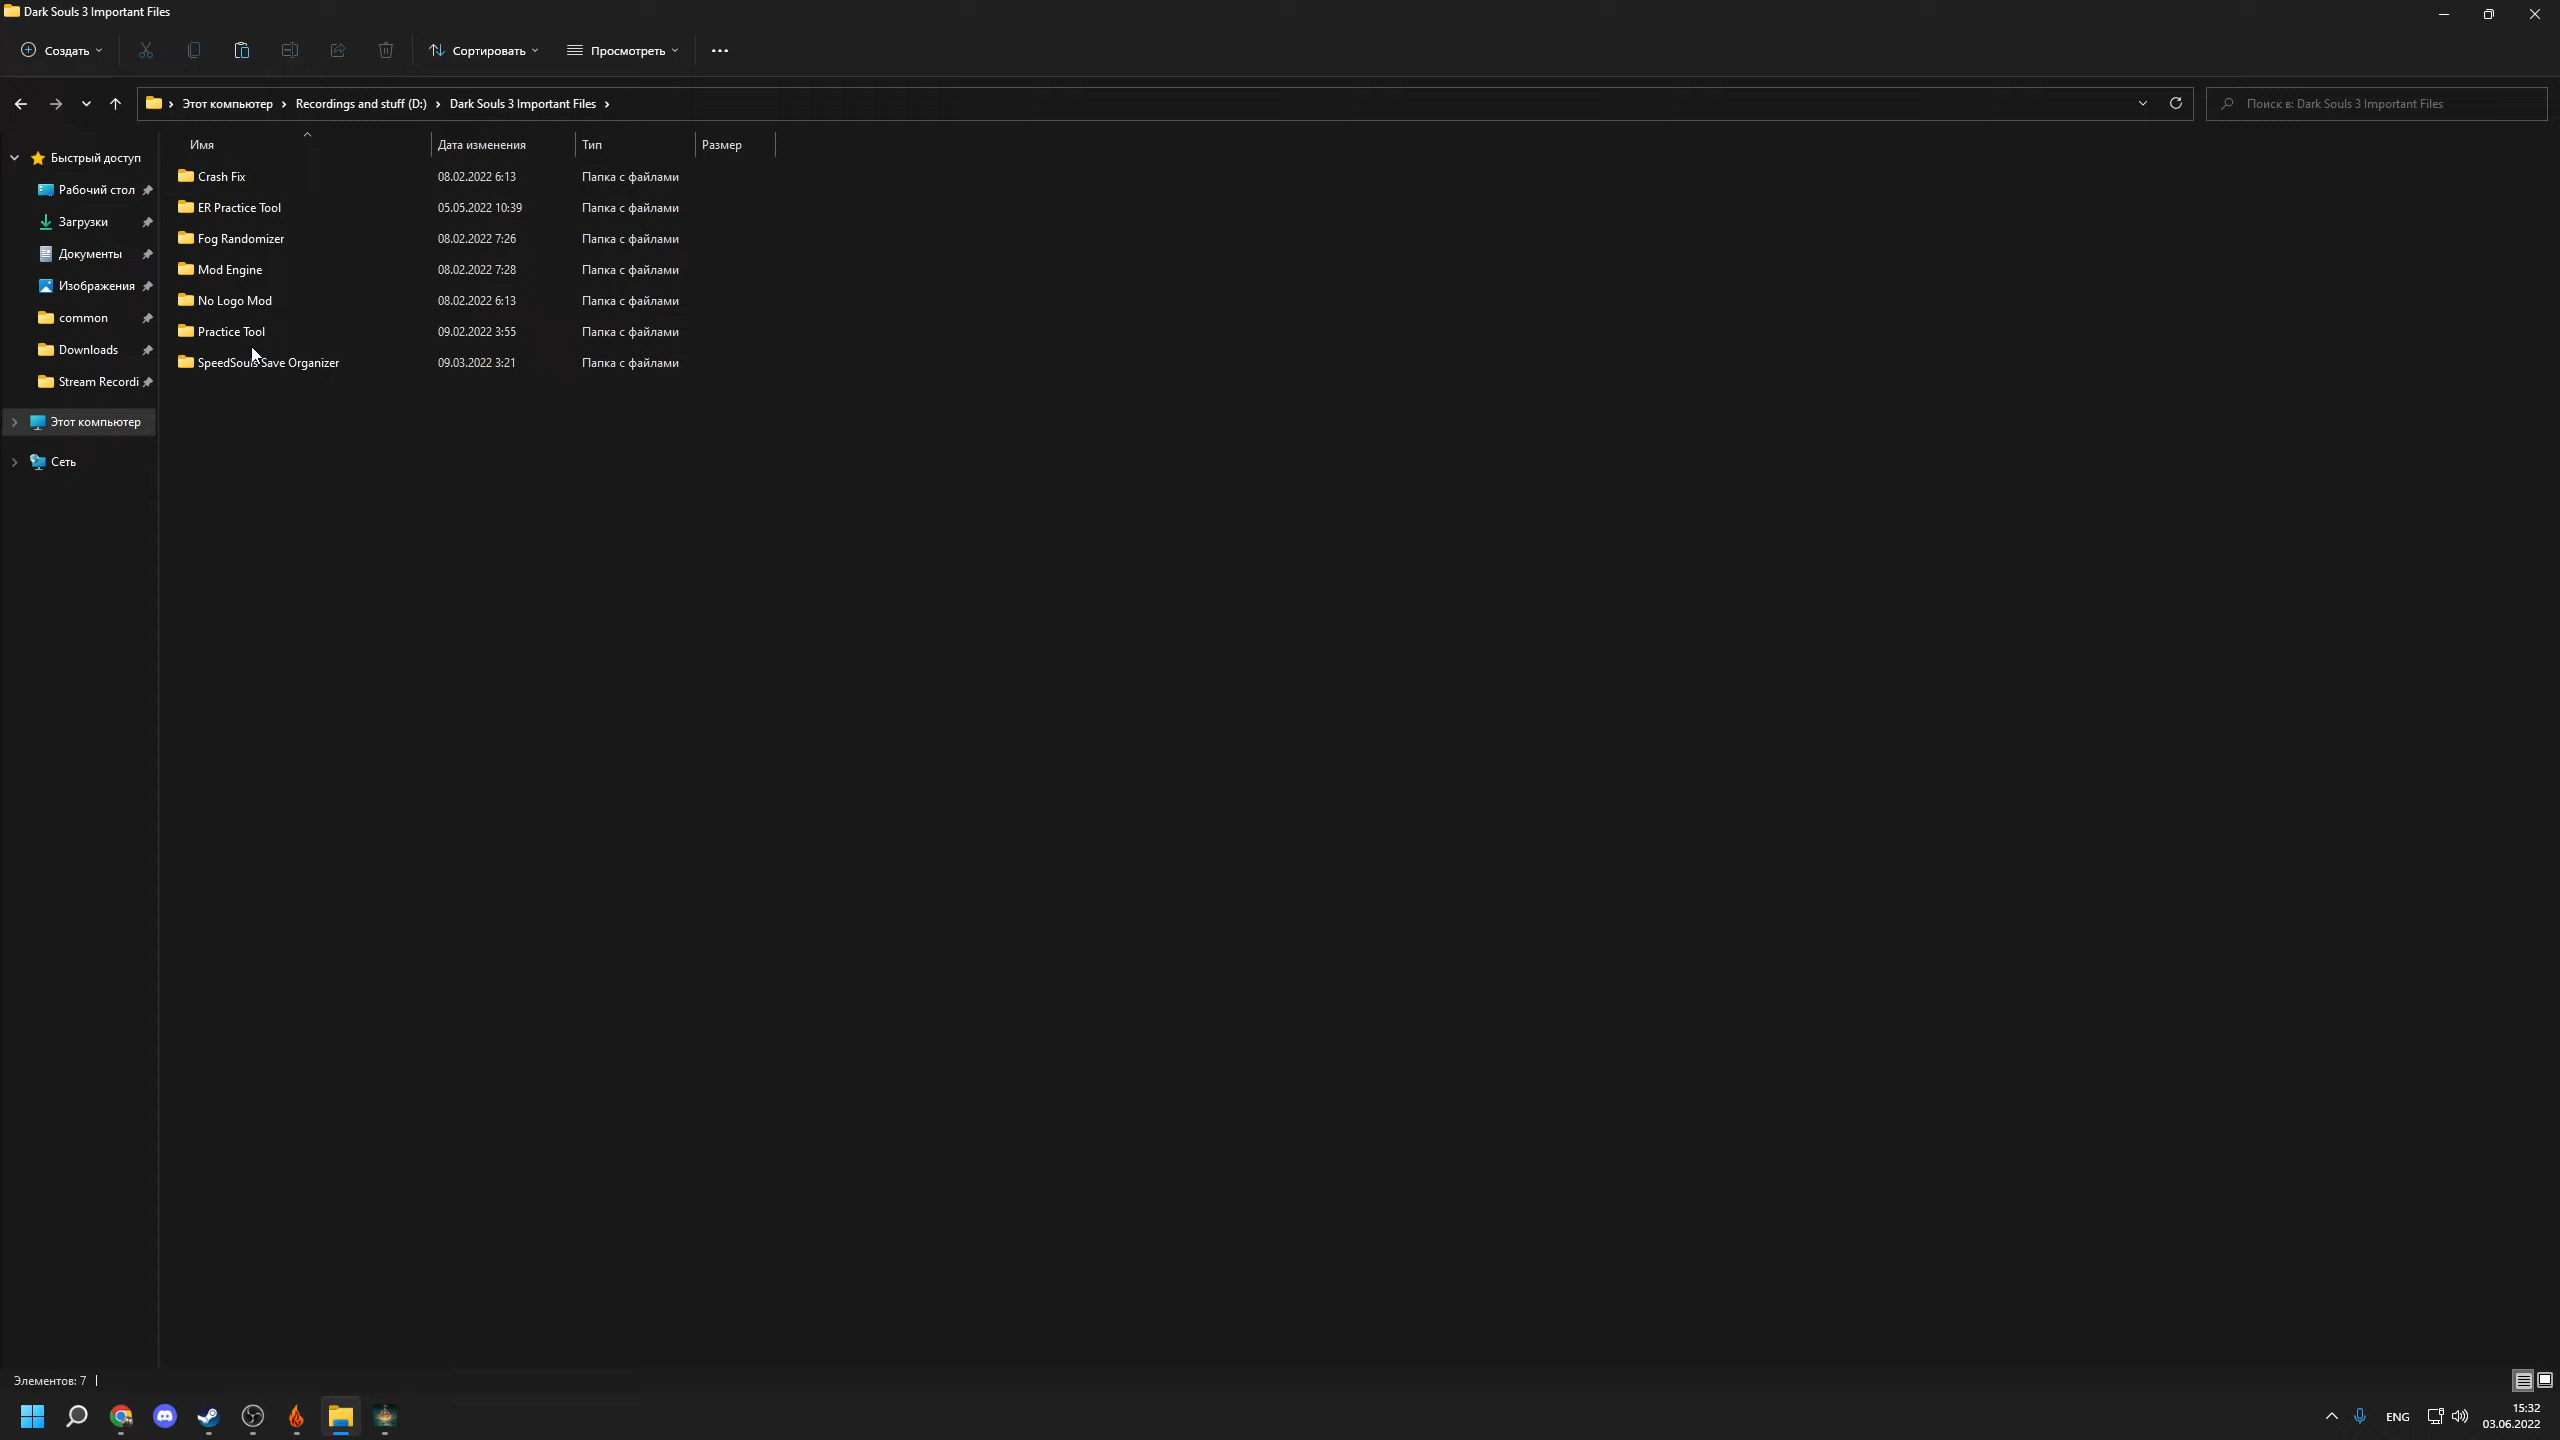 Dark Souls 3 Important Files
Создать
Сортировать
Просмотреть
Этот компьютер
Recordings and stuff (D:)
Dark Souls 3 Important Files
Поиск в: Dark Souls 3 Important Files
Быстрый доступ
Рабочий стол
Загрузки
Документы
Изображения
common
Downloads
Stream Recordi
Этот компьютер
Сеть
Имя Дата изменения Тип Размер
Crash Fix 08.02.2022 6:13 Папка с файлами
ER Practice Tool 05.05.2022 10:39 Папка с файлами
Fog Randomizer 08.02.2022 7:26 Папка с файлами
Mod Engine 08.02.2022 7:28 Папка с файлами
No Logo Mod 08.02.2022 6:13 Папка с файлами
Practice Tool 09.02.2022 3:55 Папка с файлами
SpeedSouls Save Organizer 09.03.2022 3:21 Папка с файлами
Элементов: 7
ENG
15:32
03.06.2022